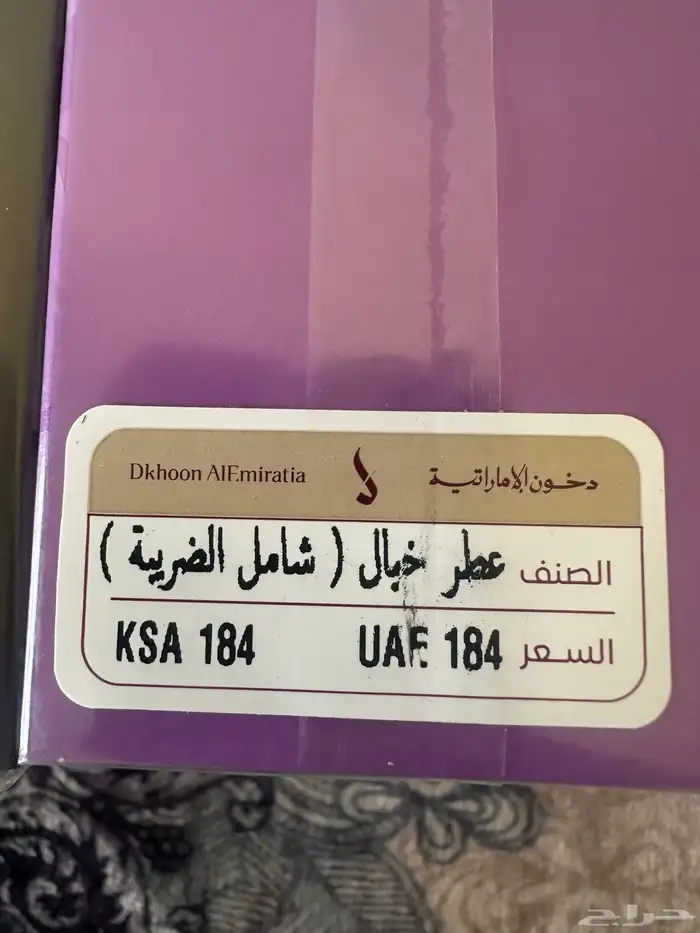 Dkhoon AlEmiratia دخون الإماراتية
الصنف عطر خيال ( شامل الضريبة )
السعر UAE 184 KSA 184
حراج